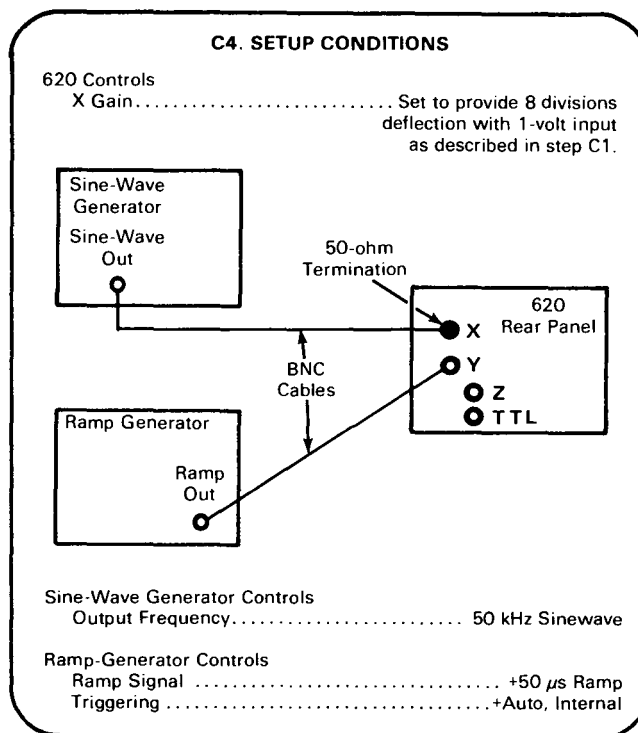 C4. SETUP CONDITIONS
620 Controls
X Gain............................Set to provide 8 divisions
deflection with 1-volt input
as described in step C1.
Sine-Wave
Generator
Sine-Wave
Out
50-ohm
Termination
620
Rear Panel
X
Y
Z
TTL
BNC
Cables
Ramp Generator
Ramp
Out
Sine-Wave Generator Controls
Output Frequency........................ 50 kHz Sinewave
Ramp-Generator Controls
Ramp Signal ................................ +50 µs Ramp
Triggering ...............................+Auto, Internal